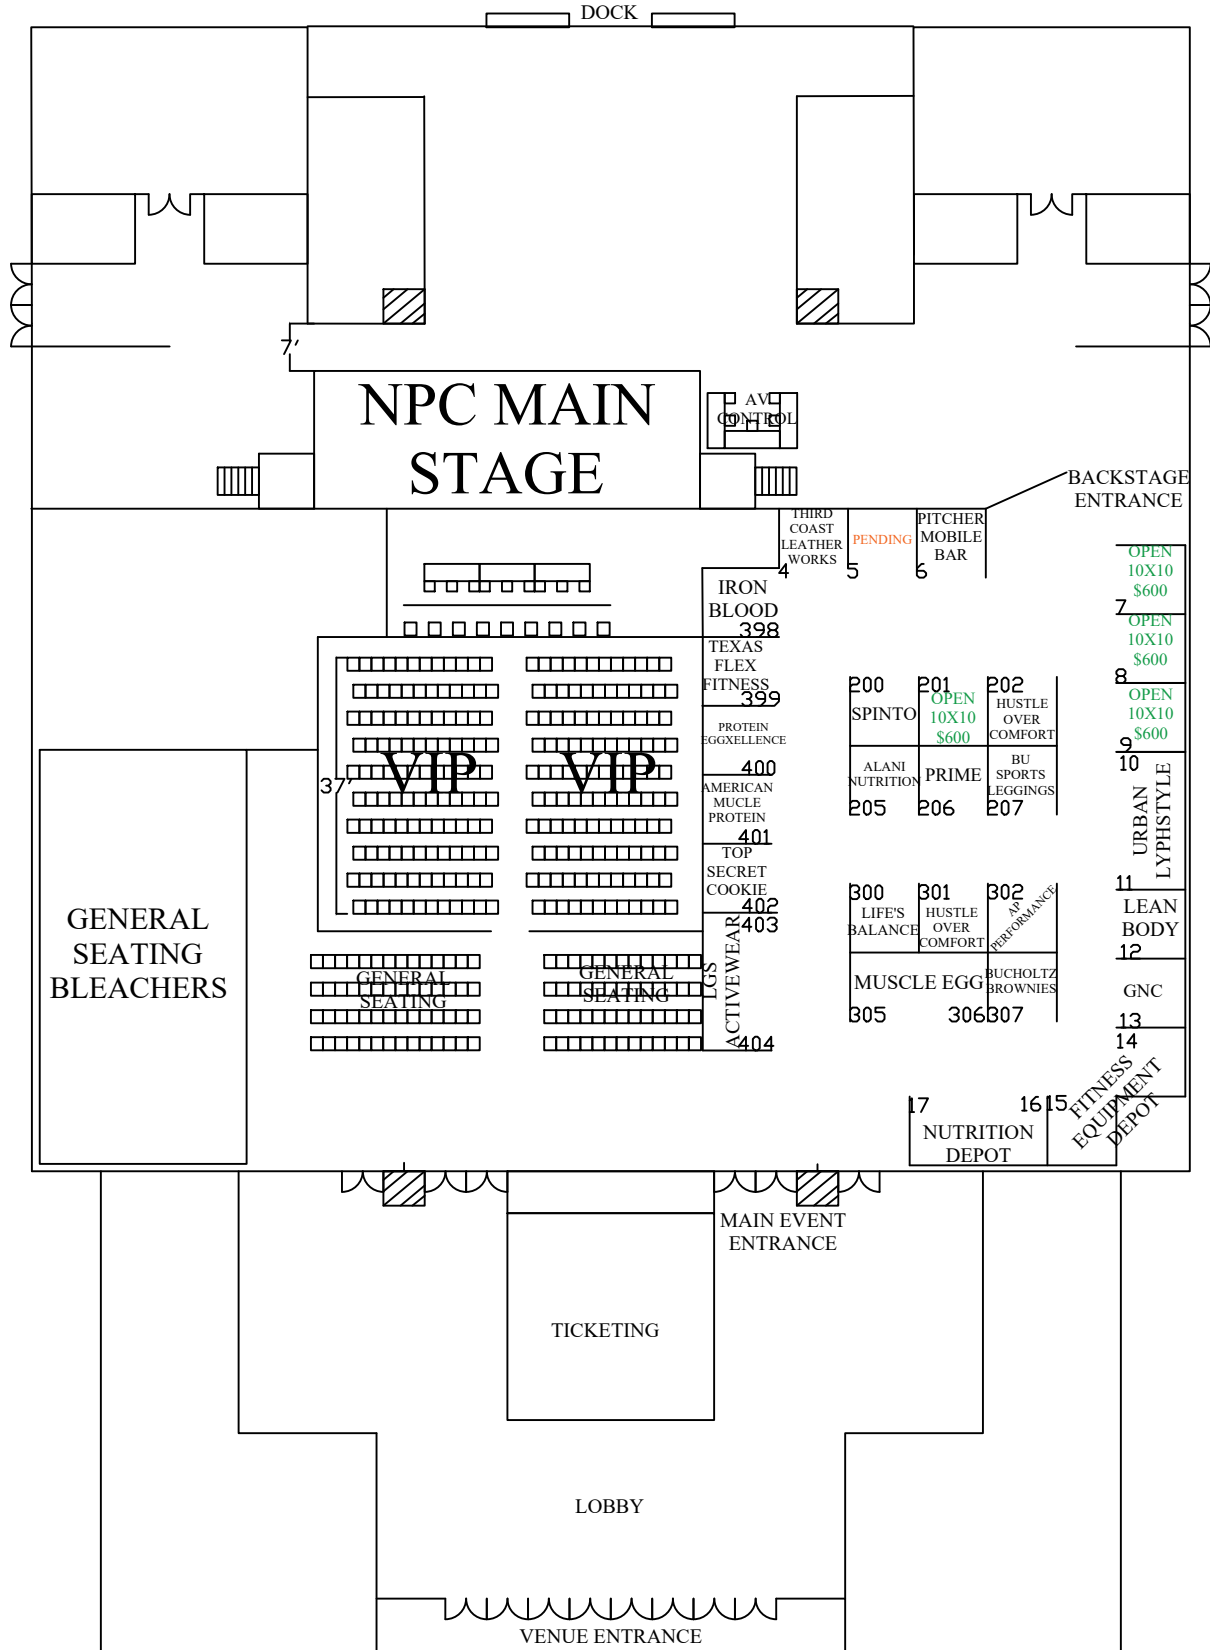 DOCK
7'
NPC MAIN
STAGE
AV
CONTROL
BACKSTAGE
ENTRANCE
THIRD
COAST
LEATHER
WORKS
4
PENDING
5
PITCHER
MOBILE
BAR
6
OPEN
10X10
$600
7
OPEN
10X10
$600
8
OPEN
10X10
$600
9
IRON
BLOOD
398
TEXAS
FLEX
FITNESS
399
PROTEIN
EGGXELLENCE
400
AMERICAN
MUCLE
PROTEIN
401
TOP
SECRET
COOKIE
402
403
LGS
ACTIVEWEAR
404
200
SPINTO
201
OPEN
10X10
$600
202
HUSTLE
OVER
COMFORT
ALANI
NUTRITION
205
PRIME
206
BU
SPORTS
LEGGINGS
207
10
URBAN
LYPHSTYLE
11
VIP
VIP
37'
300
LIFE'S
BALANCE
301
HUSTLE
OVER
COMFORT
302
AP
PERFORMANCE
MUSCLE EGG
305
306
BUCHOLTZ
BROWNIES
307
LEAN
BODY
12
GNC
13
14
FITNESS
EQUIPMENT
DEPOT
15
16
17
NUTRITION
DEPOT
GENERAL
SEATING
BLEACHERS
GENERAL
SEATING
GENERAL
SEATING
MAIN EVENT
ENTRANCE
TICKETING
LOBBY
VENUE ENTRANCE